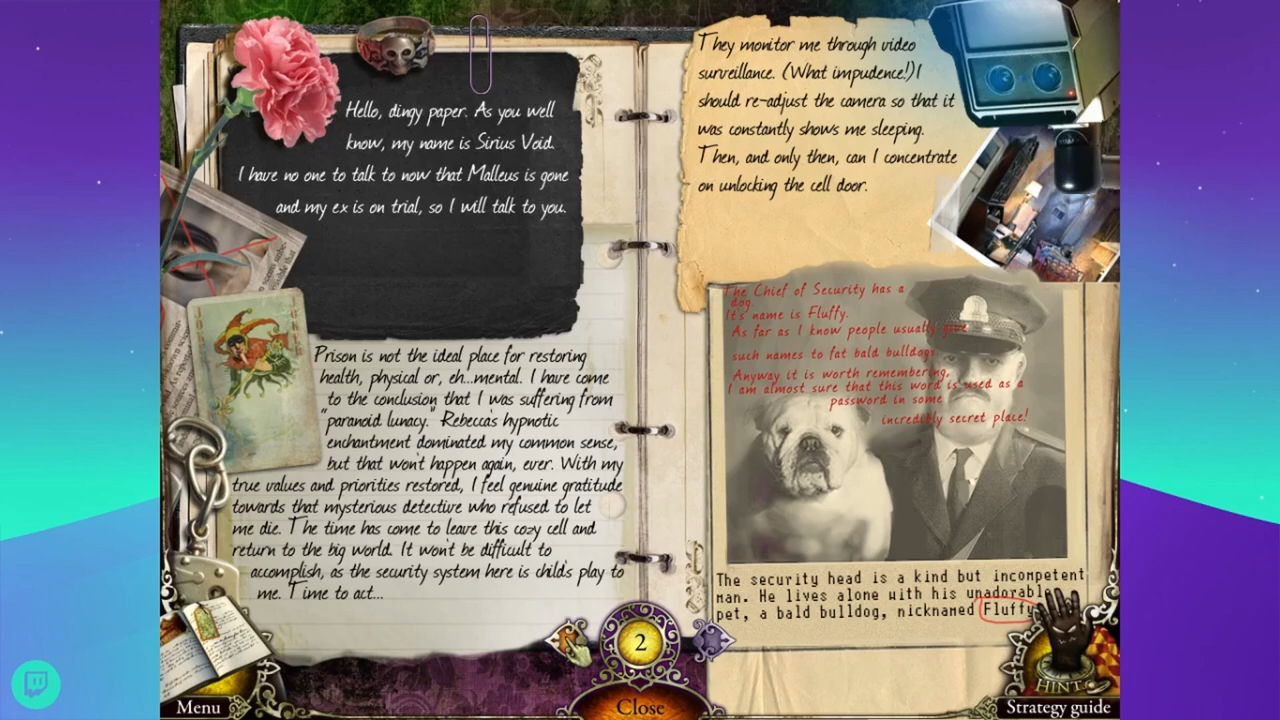 Hello, dingy paper. As you well
know, my name is Sirius Void.
I have no one to talk to now that Malleus is gone
and my ex is on trial, so I will talk to you.
JOKER
JOKER
Prison is not the ideal place for restoring
health, physical or, eh...mental. I have come
to the conclusion that I was suffering from
"paranoid lunacy." Rebecca's hypnotic
enchantment dominated my common sense,
but that won't happen again, ever. With my
true values and priorities restored, I feel genuine gratitude
towards that mysterious detective who refused to let
me die. The time has come to leave this cozy cell and
return to the big world. It won't be difficult to
accomplish, as the security system here is child's play to
me. Time to act...
They monitor me through video
surveillance. (What impudence!)I
should re-adjust the camera so that it
was constantly shows me sleeping.
Then, and only then, can I concentrate
on unlocking the cell door.
The Chief of Security has a
dog.
It's name is Fluffy.
As far as I know people usually give
such names to fat bald bulldogs.
Anyway it is worth remembering,
I am almost sure that this word is used as a
password in some
incredibly secret place!
The security head is a kind but incompetent
man. He lives alone with his unadorable
pet, a bald bulldog, nicknamed Fluffy
2
Menu
Close
HINT
Strategy guide